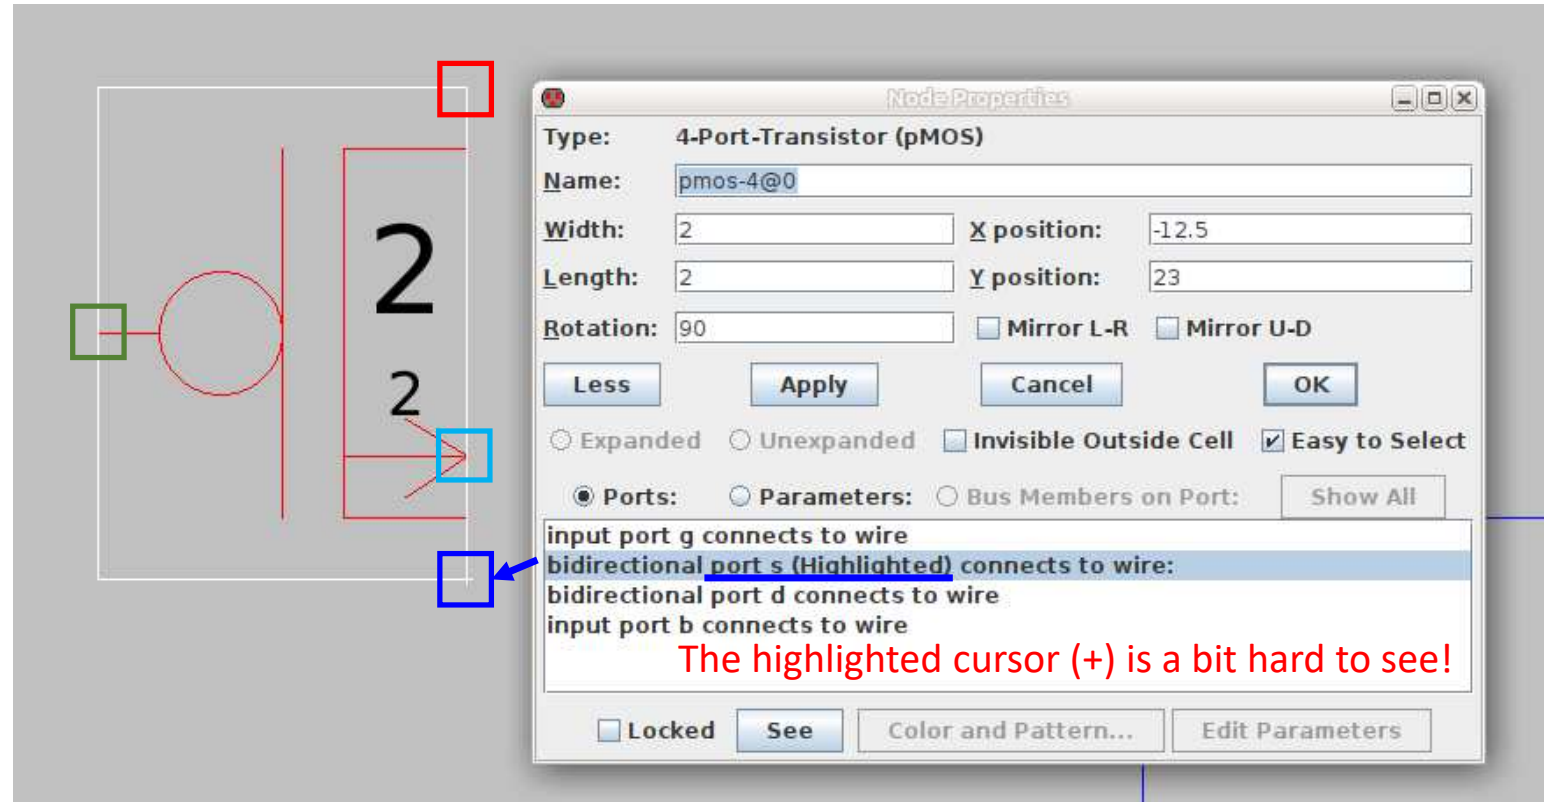 Node Properties
Type: 4-Port-Transistor (pMOS)
Name: pmos-4@0
Width: 2 X position: -12.5
Length: 2 Y position: 23
Rotation: 90 Mirror L-R Mirror U-D
Less Apply Cancel OK
Expanded Unexpanded Invisible Outside Cell Easy to Select
Ports: Parameters: Bus Members on Port: Show All
input port g connects to wire
bidirectional port s (Highlighted) connects to wire:
bidirectional port d connects to wire
input port b connects to wire
The highlighted cursor (+) is a bit hard to see!
Locked See Color and Pattern... Edit Parameters
2
2